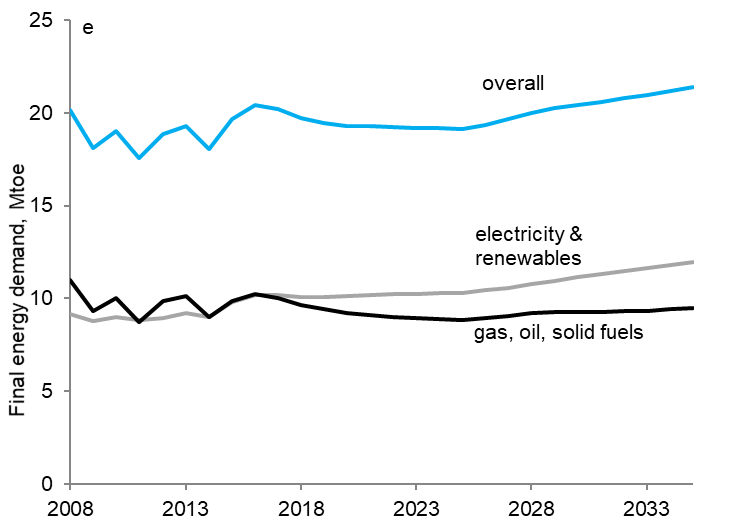 25
e
overall
20
15
electricity &
renewables
10
gas, oil, solid fuels
5
0
2008
2013
2018
2023
2028
2033
Final energy demand, Mtoe